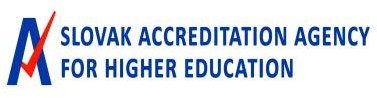 SLOVAK ACCREDITATION AGENCY
FOR HIGHER EDUCATION